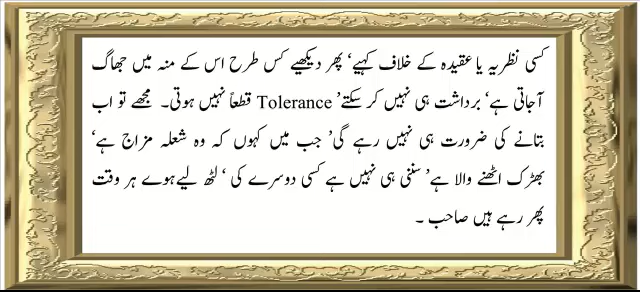 کسی نظریہ یا عقیدہ کے خلاف کہیے‘ پھر دیکھیے کس طرح اس کے منہ میں جھاگ
آجاتی ہے‘ برداشت ہی نہیں کر سکتے’ Tolerance قطعاً نہیں ہوتی۔ مجھے تو اب
بتانے کی ضرورت ہی نہیں رہے گی’ جب میں کہوں کہ وہ شعلہ مزاج ہے‘
بھڑک اٹھنے والا ہے’ سننی ہی نہیں ہے کسی دوسرے کی ‘ لٹھ لیےہوے ہر وقت
پھر رہے ہیں صاحب ۔